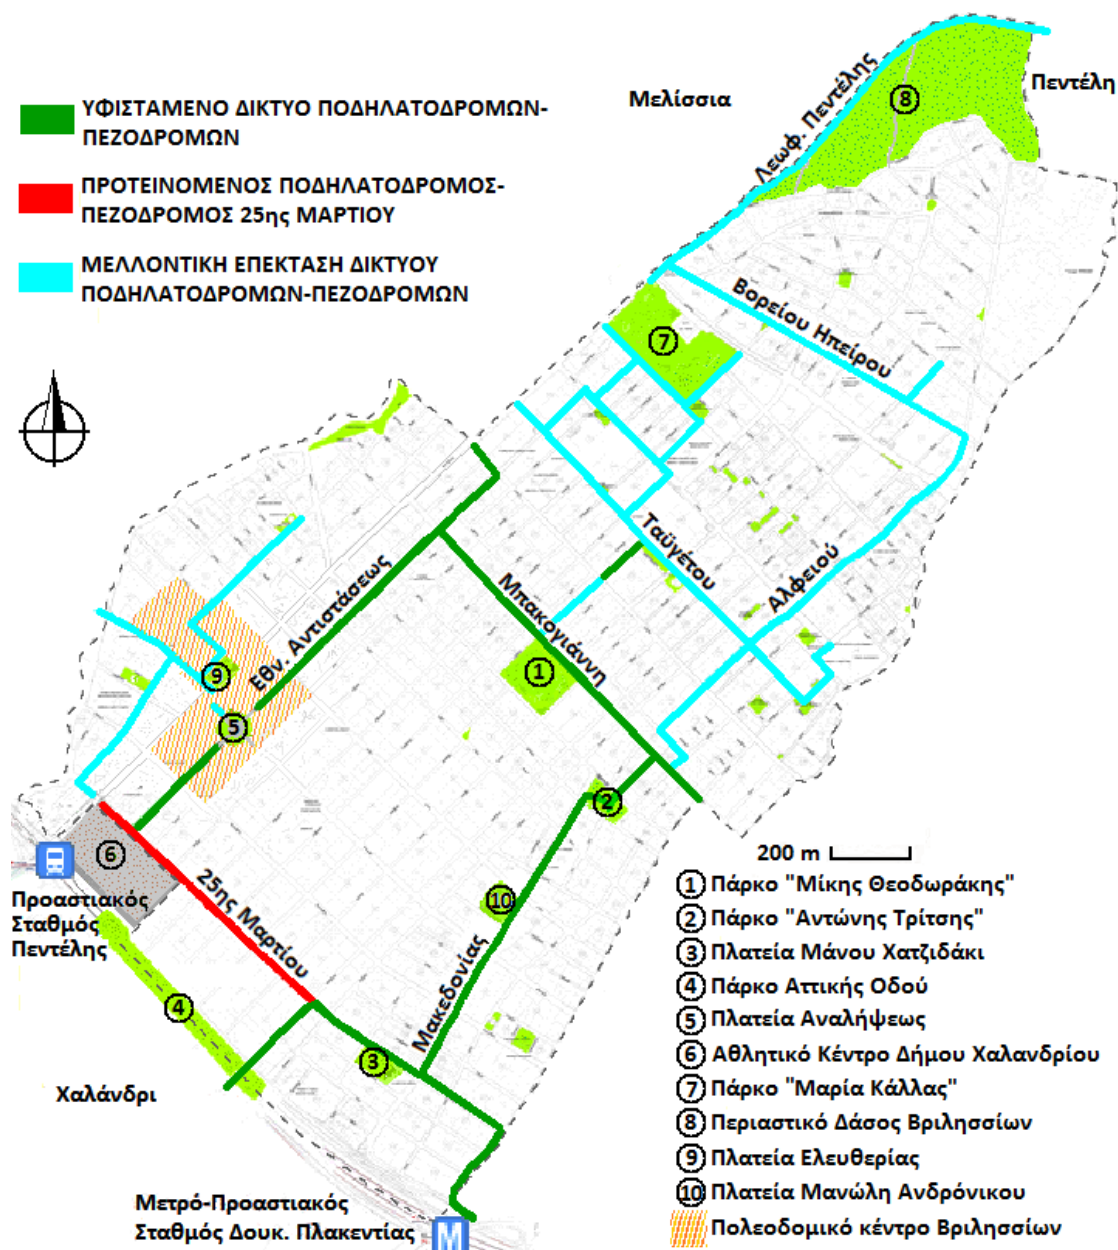 ΥΦΙΣΤΑΜΕΝΟ ΔΙΚΤΥΟ ΠΟΔΗΛΑΤΟΔΡΟΜΩΝ-
ΠΕΖΟΔΡΟΜΩΝ
ΠΡΟΤΕΙΝΟΜΕΝΟΣ ΠΟΔΗΛΑΤΟΔΡΟΜΟΣ-
ΠΕΖΟΔΡΟΜΟΣ 25ης ΜΑΡΤΙΟΥ
ΜΕΛΛΟΝΤΙΚΗ ΕΠΕΚΤΑΣΗ ΔΙΚΤΥΟΥ
ΠΟΔΗΛΑΤΟΔΡΟΜΩΝ-ΠΕΖΟΔΡΟΜΩΝ
Μελίσσια
Πεντέλη
Λεωφ. Πεντέλης
8
Βορείου Ηπείρου
7
Ταϋγέτου
Αλφειού
Εθν. Αντιστάσεως
Μπακογιάννη
1
9
5
2
6
25ης Μαρτίου
10
Μακεδονίας
4
3
Προαστιακός
Σταθμός
Πεντέλης
Χαλάνδρι
Μετρό-Προαστιακός
Σταθμός Δουκ. Πλακεντίας
M
200 m
1 Πάρκο "Μίκης Θεοδωράκης"
2 Πάρκο "Αντώνης Τρίτσης"
3 Πλατεία Μάνου Χατζιδάκι
4 Πάρκο Αττικής Οδού
5 Πλατεία Αναλήψεως
6 Αθλητικό Κέντρο Δήμου Χαλανδρίου
7 Πάρκο "Μαρία Κάλλας"
8 Περιαστικό Δάσος Βριλησσίων
9 Πλατεία Ελευθερίας
10 Πλατεία Μανώλη Ανδρόνικου
Πολεοδομικό κέντρο Βριλησσίων